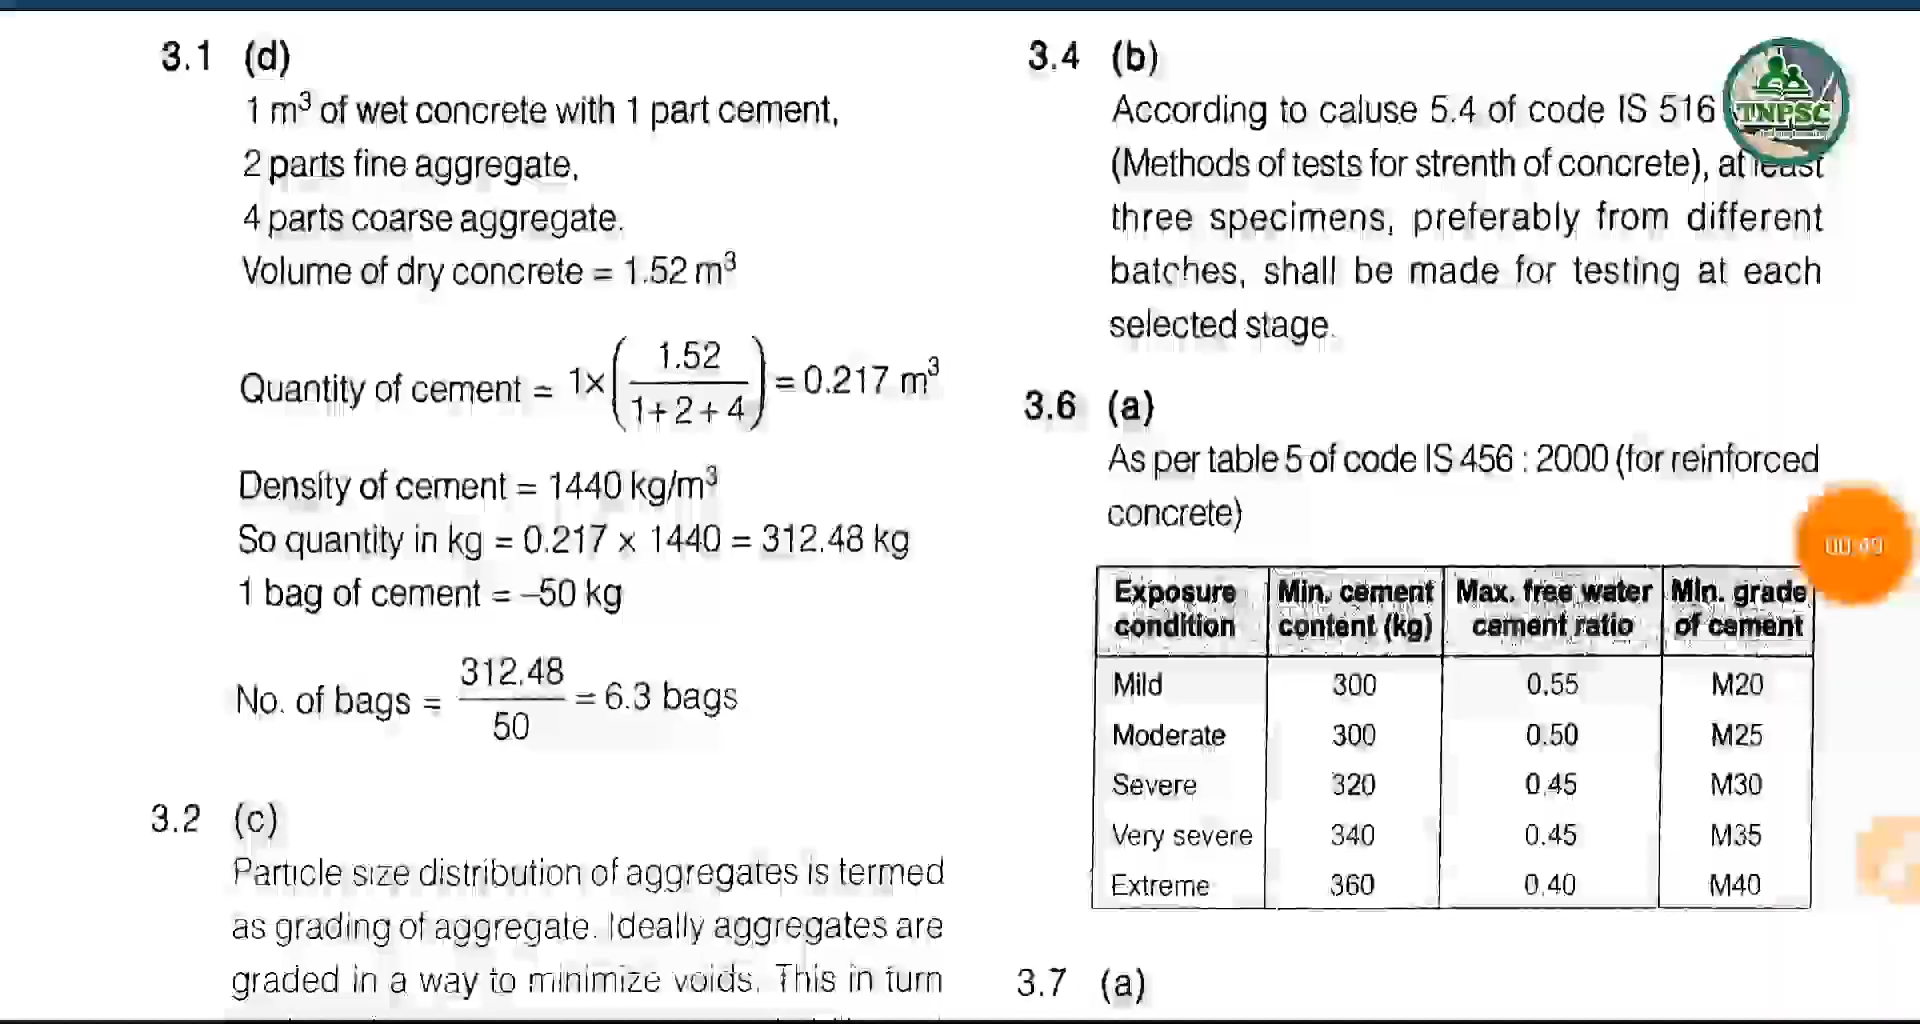 3.1 (d)
1 m³ of wet concrete with 1 part cement,
2 parts fine aggregate,
4 parts coarse aggregate.
Volume of dry concrete = 1.52 m³
Quantity of cement = 1×(1.52/(1+2+4)) = 0.217 m³
Density of cement = 1440 kg/m³
So quantity in kg = 0.217 × 1440 = 312.48 kg
1 bag of cement = –50 kg
No. of bags = 312.48/50 = 6.3 bags
3.2 (c)
Particle size distribution of aggregates is termed
as grading of aggregate. Ideally aggregates are
graded in a way to minimize voids. This in turn
3.4 (b)
According to caluse 5.4 of code IS 516
(Methods of tests for strenth of concrete), at least
three specimens, preferably from different
batches, shall be made for testing at each
selected stage.
3.6 (a)
As per table 5 of code IS 456 : 2000 (for reinforced
concrete)
Exposure condition Min. cement content (kg) Max. free water cement ratio Min. grade of cement
Mild 300 0.55 M20
Moderate 300 0.50 M25
Severe 320 0.45 M30
Very severe 340 0.45 M35
Extreme 360 0.40 M40
3.7 (a)
TNPSC
00:49